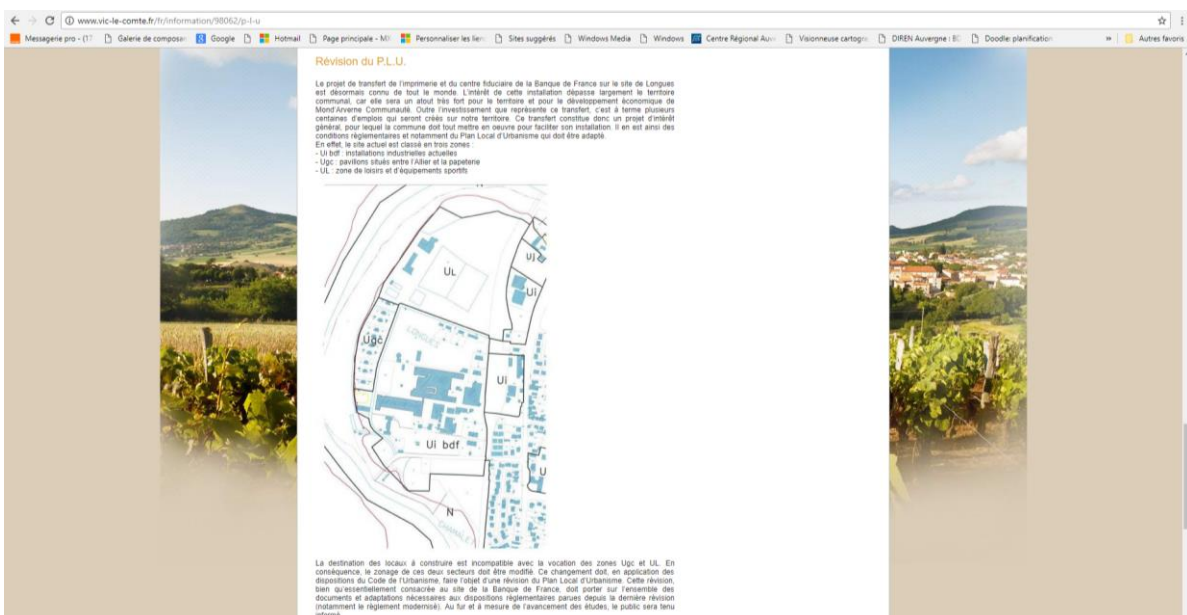 www.vic-le-comte.fr/fr/information/98062/p-l-u
Messagerie pro - (17 Galerie de composan Google Hotmail Page principale - MX Personnaliser les liens Sites suggérés Windows Media Windows Centre Régional Auv Visionneuse cartogra DIREN Auvergne : Doodle: planification » Autres favoris
Révision du P.L.U.
Le projet de transfert de l'imprimerie et du centre fiduciaire de la Banque de France sur le site de Longues
est désormais connu de tout le monde. L'intérêt de cette installation dépasse largement le territoire
communal, car elle sera un atout très fort pour le territoire et pour le développement économique de
Mond'Arverne Communauté. Outre l'investissement que représente ce transfert, c'est à terme plusieurs
centaines d'emplois qui seront créés sur notre territoire. Ce transfert constitue donc un projet d'intérêt
général, pour lequel la commune doit tout mettre en oeuvre pour faciliter son installation. Il en est ainsi des
conditions règlementaires et notamment du Plan Local d'Urbanisme qui doit être adapté.
En effet, le site actuel est classé en trois zones :
- Ui bdf : installations industrielles actuelles
- Ugc : pavillons situés entre l'Allier et la papeterie
- UL : zone de loisirs et d'équipements sportifs
UL
Uj
Ui
Ugc
LONGUES
Ui
Ui bdf
U
N
La destination des locaux à construire est incompatible avec la vocation des zones Ugc et UL. En
conséquence, le zonage de ces deux secteurs doit être modifié. Ce changement doit, en application des
dispositions du Code de l'Urbanisme, faire l'objet d'une révision du Plan Local d'Urbanisme. Cette révision,
bien qu'essentiellement consacrée au site de la Banque de France, doit porter sur l'ensemble des
documents et adaptations nécessaires aux dispositions règlementaires parues depuis la dernière révision
(notamment le règlement modernisé). Au fur et à mesure de l'avancement des études, le public sera tenu
informé.